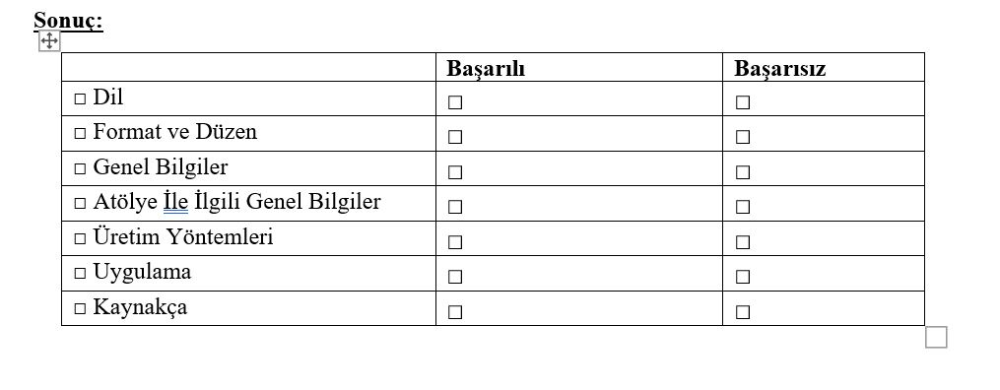 Sonuç:
Başarılı Başarısız
□ Dil □ □
□ Format ve Düzen □ □
□ Genel Bilgiler □ □
□ Atölye İle İlgili Genel Bilgiler □ □
□ Üretim Yöntemleri □ □
□ Uygulama □ □
□ Kaynakça □ □